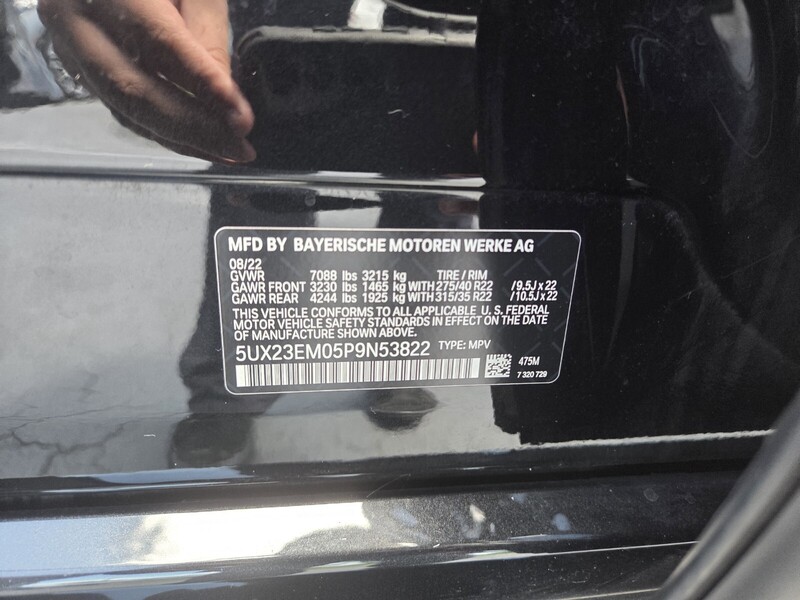 MFD BY BAYERISCHE MOTOREN WERKE AG
08/22
GVWR 7088 lbs 3215 kg TIRE / RIM
GAWR FRONT 3230 lbs 1465 kg WITH 275/40 R22 /9.5J x 22
GAWR REAR 4244 lbs 1925 kg WITH 315/35 R22 /10.5J x 22
THIS VEHICLE CONFORMS TO ALL APPLICABLE U.S. FEDERAL
MOTOR VEHICLE SAFETY STANDARDS IN EFFECT ON THE DATE
OF MANUFACTURE SHOWN ABOVE.
5UX23EM05P9N53822 TYPE: MPV
475M
7 320 729